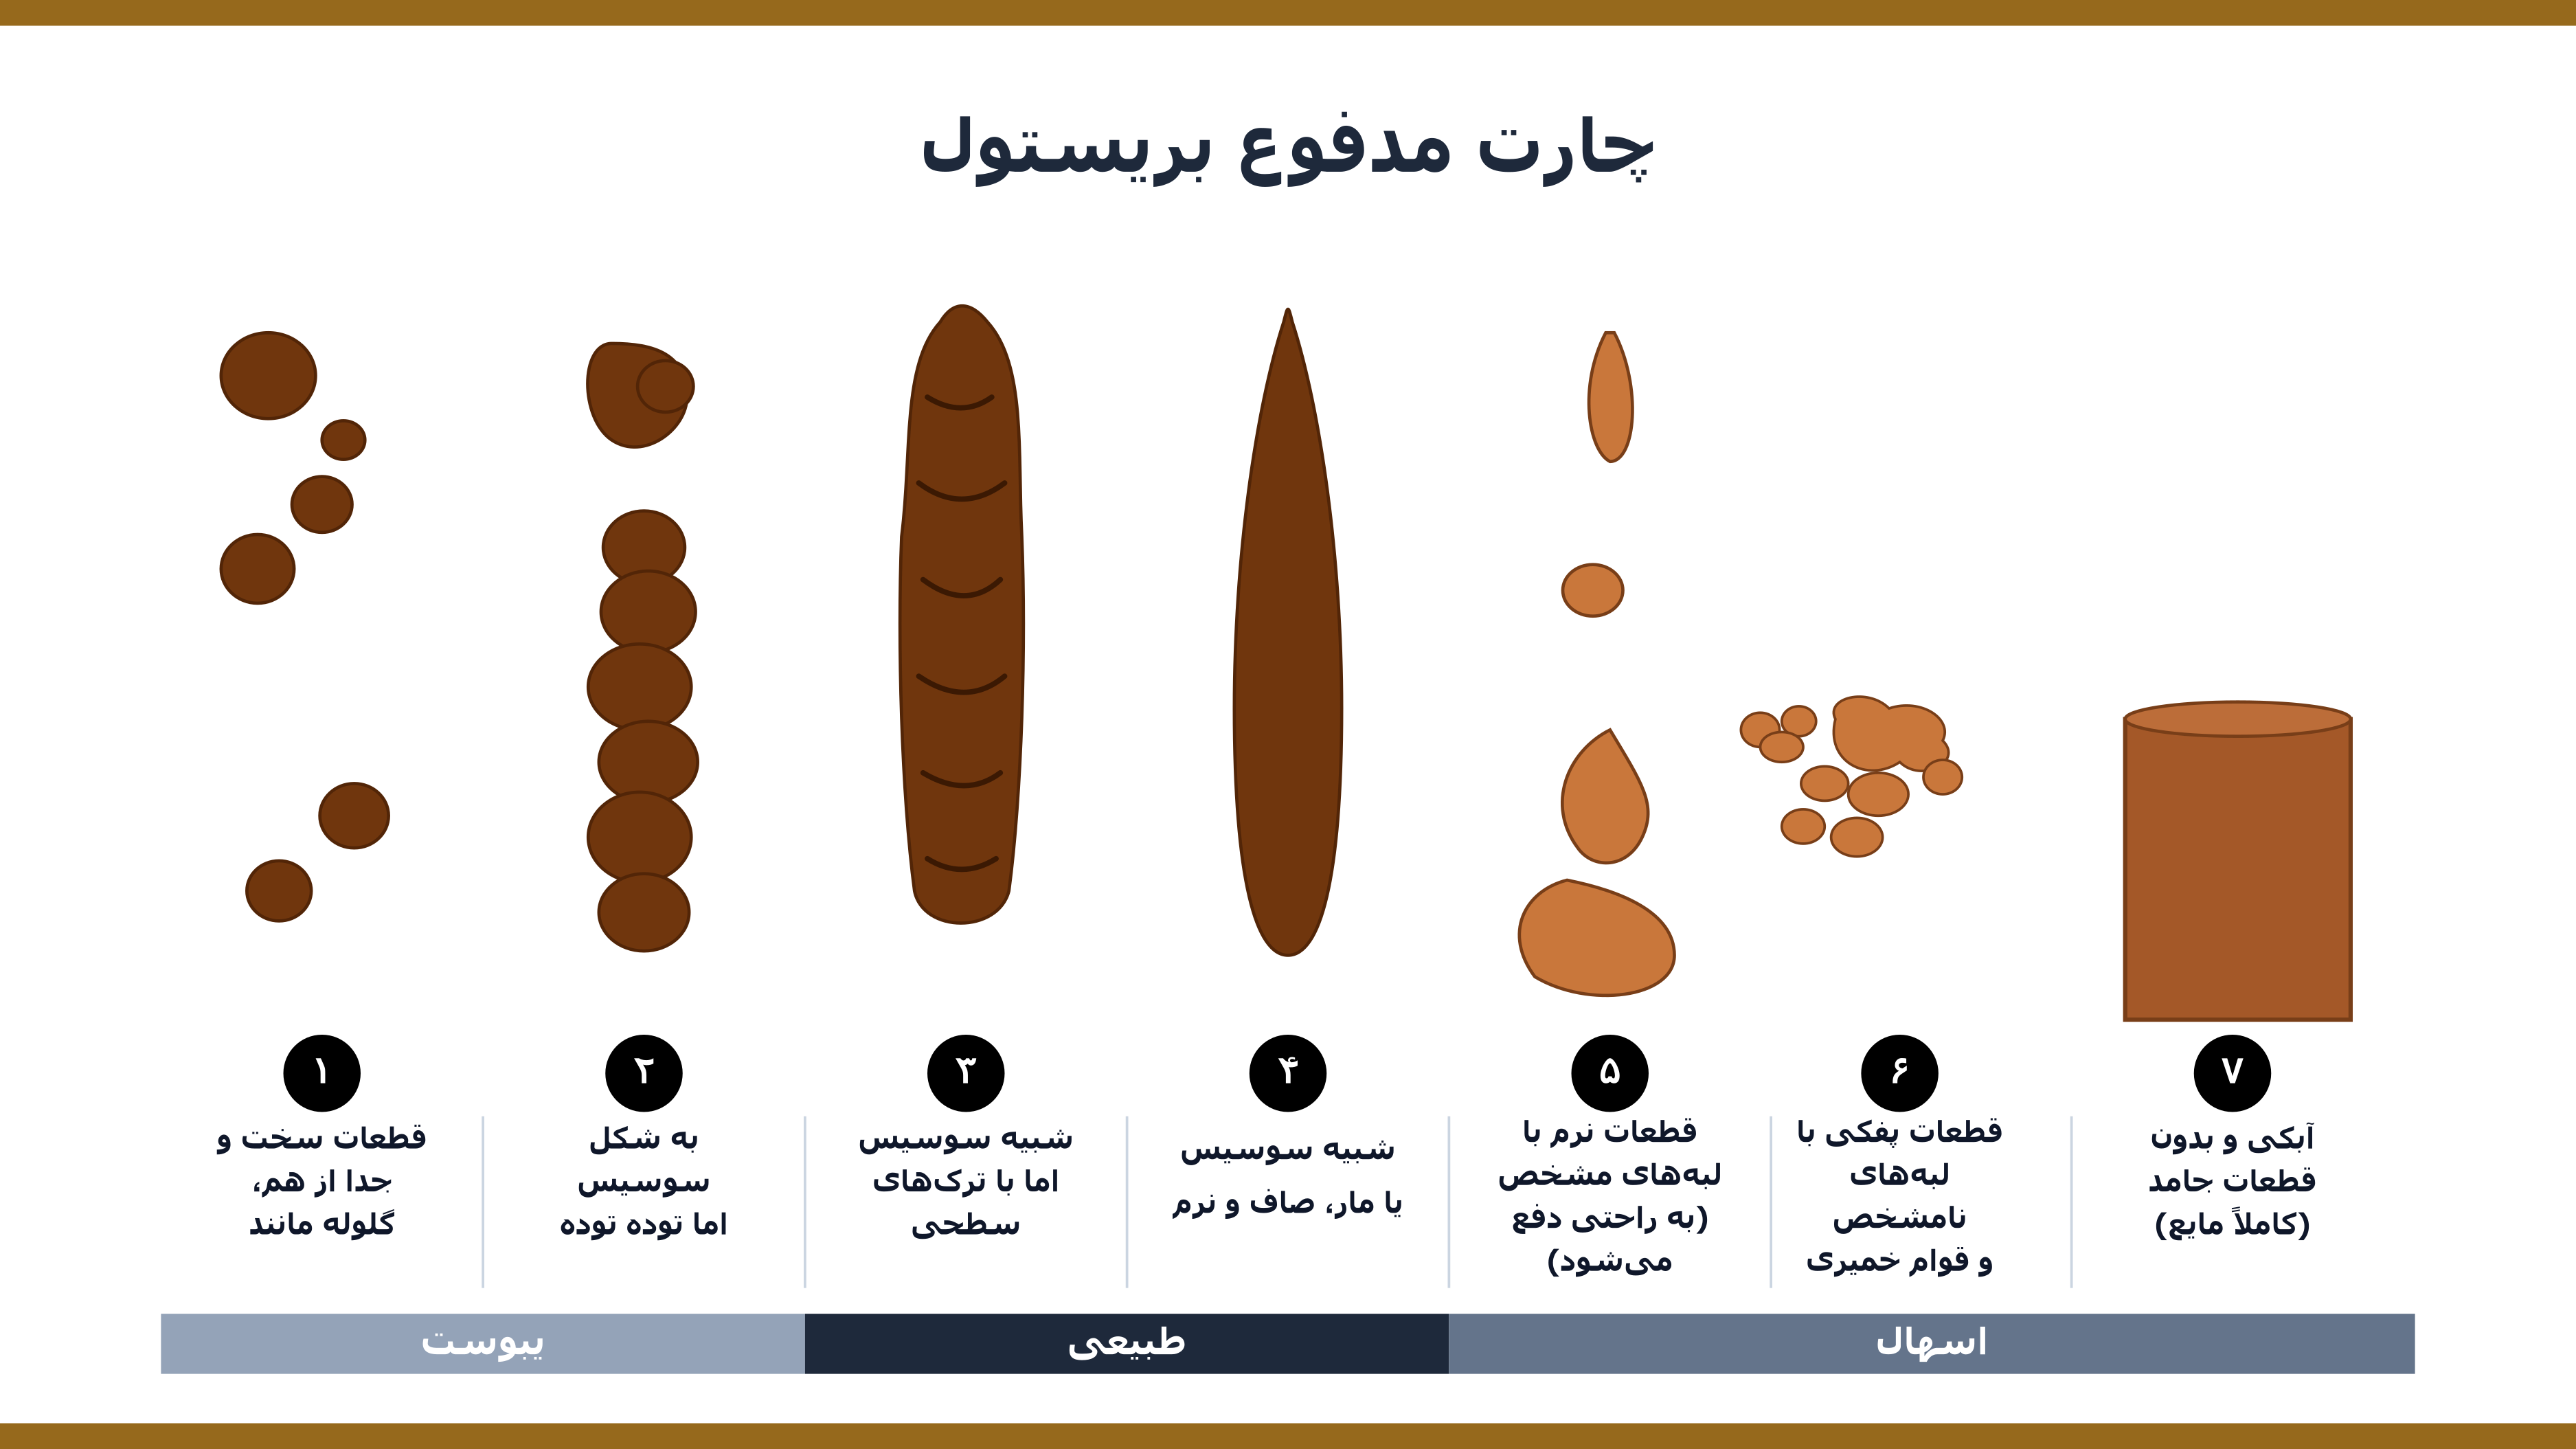 چارت مدفوع بریستول
۱
قطعات سخت و
جدا از هم،
گلوله مانند
۲
به شکل
سوسیس
اما توده توده
۳
شبیه سوسیس
اما با ترک‌های
سطحی
۴
شبیه سوسیس
یا مار، صاف و نرم
۵
قطعات نرم با
لبه‌های مشخص
(به راحتی دفع
می‌شود)
۶
قطعات پفکی با
لبه‌های
نامشخص
و قوام خمیری
۷
آبکی و بدون
قطعات جامد
(کاملاً مایع)
یبوست
طبیعی
اسهال